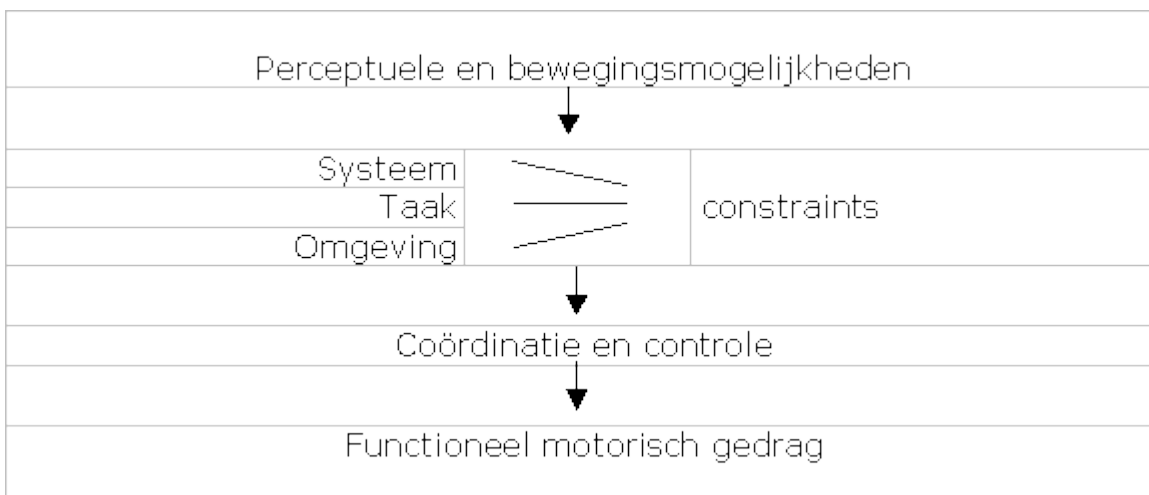 Perceptuele en bewegingsmogelijkheden
Systeem
Taak
constraints
Omgeving
Coördinatie en controle
Functioneel motorisch gedrag